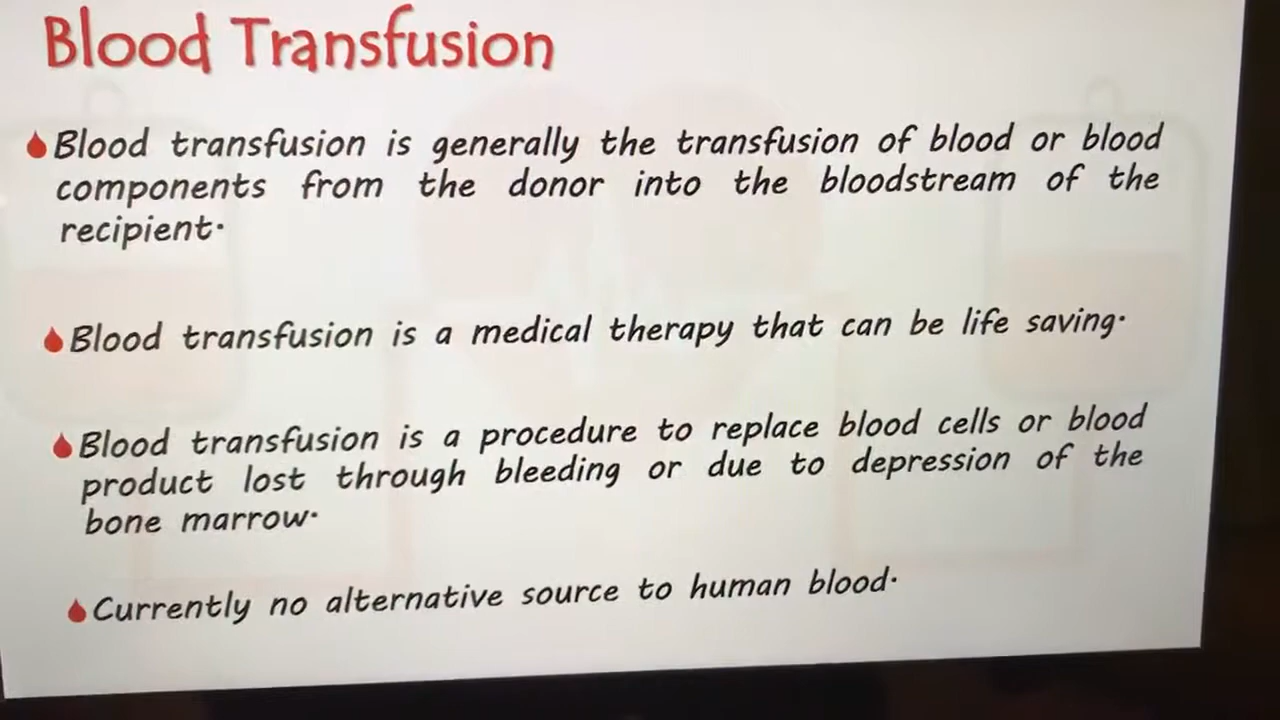 Blood Transfusion
Blood transfusion is generally the transfusion of blood or blood
components from the donor into the bloodstream of the
recipient.
Blood transfusion is a medical therapy that can be life saving.
Blood transfusion is a procedure to replace blood cells or blood
product lost through bleeding or due to depression of the
bone marrow.
Currently no alternative source to human blood.